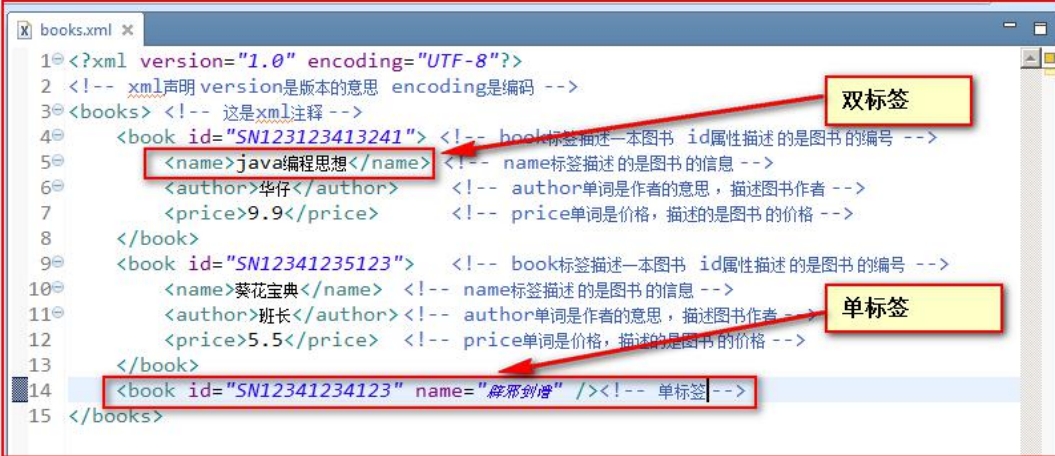 books.xml
1 <?xml version="1.0" encoding="UTF-8"?>
2 <!-- xml声明 version是版本的意思 encoding是编码 -->
双标签
3 <books> <!-- 这是xml注释 -->
4 <book id="SN123123413241"> <!-- book标签描述一本图书 id属性描述 的是图书 的编号 -->
5 <name>java编程思想</name> <!-- name标签描述 的是图书 的信息 -->
6 <author>华仔</author> <!-- author单词是作者的意思，描述图书作者 -->
7 <price>9.9</price> <!-- price单词是价格，描述的是图书 的价格 -->
8 </book>
9 <book id="SN12341235123"> <!-- book标签描述一本图书 id属性描述 的是图书 的编号 -->
10 <name>葵花宝典</name> <!-- name标签描述 的是图书 的信息 -->
11 <author>班长</author> <!-- author单词是作者的意思，描述图书作者 -->
单标签
12 <price>5.5</price> <!-- price单词是价格，描述的是图书 的价格 -->
13 </book>
14 <book id="SN12341234123" name="辟邪剑谱" /><!-- 单标签 -->
15 </books>